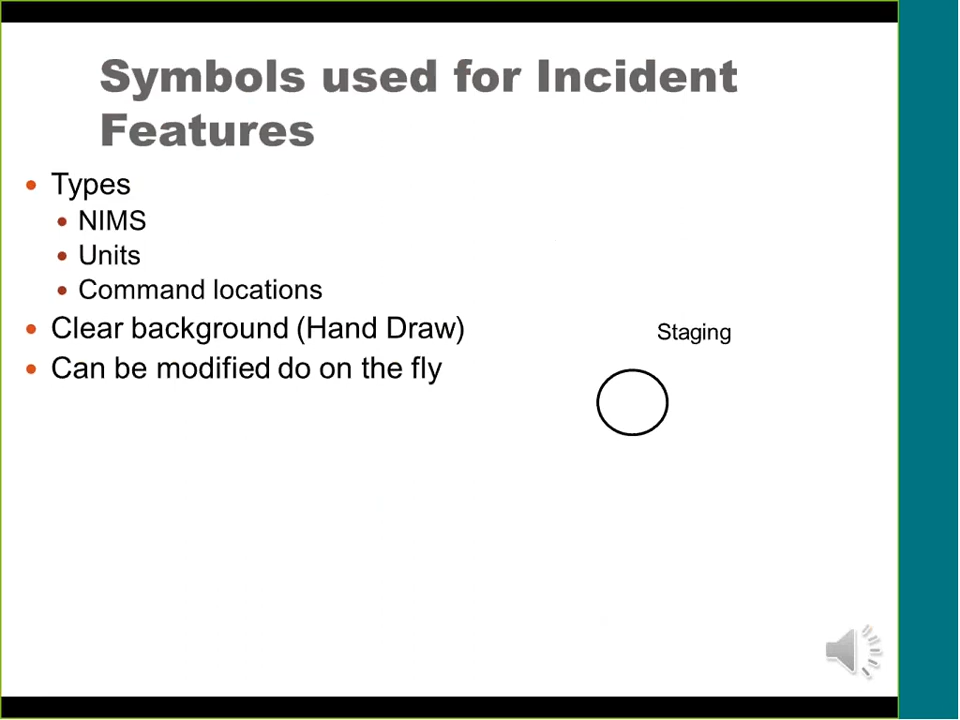 Symbols used for Incident
Features
Types
NIMS
Units
Command locations
Clear background (Hand Draw)
Can be modified do on the fly
Staging